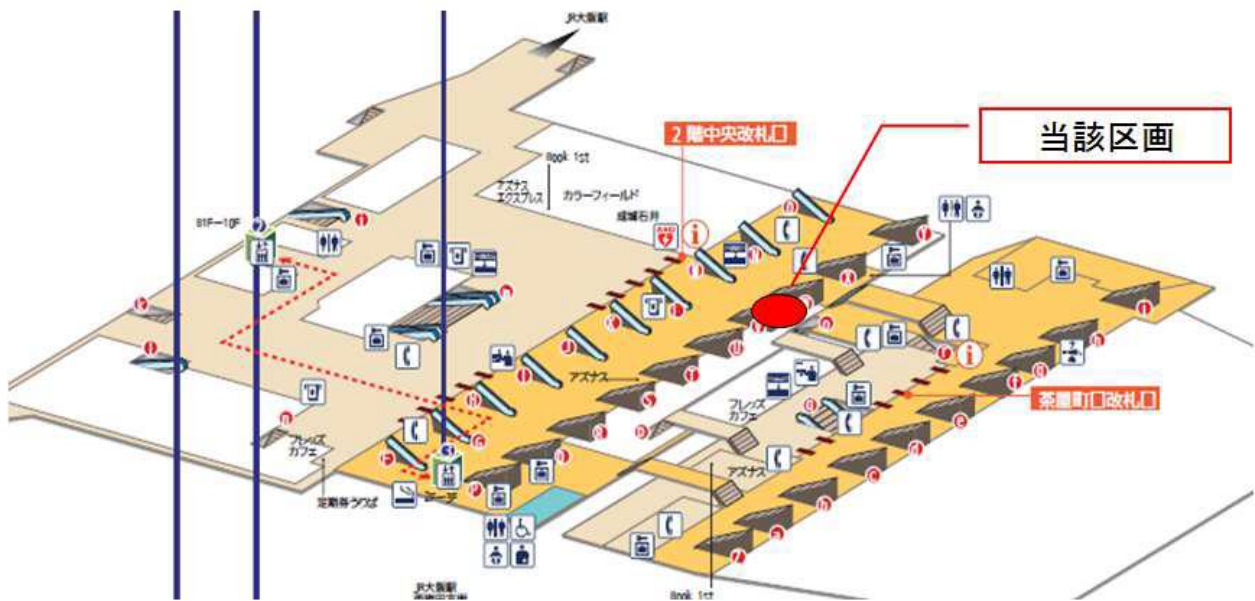 JR大阪駅
当該区画
2階中央改札口
Book 1st
アズナス
エクスプレス
カラーフィールド
成城石井
B1F-10F
アズナス
フレッズ
カフェ
茶屋町口改札口
フレッズ
カフェ
アズナス
定期券うりば
2F-3F
JR大阪駅
Book 1st